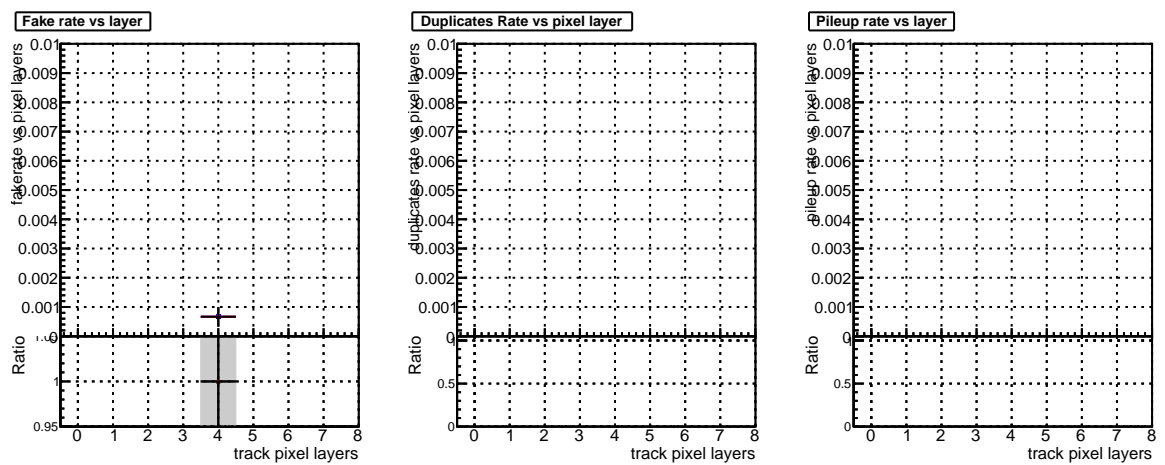 Fake rate vs layer
fakerate vs pixel layers
0.01
0.009
0.008
0.007
0.006
0.005
0.004
0.003
0.002
0.001
0
Ratio
1
0.95
0 1 2 3 4 5 6 7 8
track pixel layers
Duplicates Rate vs pixel layer
duplicates rate vs pixel layers
0.01
0.009
0.008
0.007
0.006
0.005
0.004
0.003
0.002
0.001
0
Ratio
1
0.5
0
0 1 2 3 4 5 6 7 8
track pixel layers
Pileup rate vs layer
pileup rate vs pixel layers
0.01
0.009
0.008
0.007
0.006
0.005
0.004
0.003
0.002
0.001
0
Ratio
1
0.5
0
0 1 2 3 4 5 6 7 8
track pixel layers